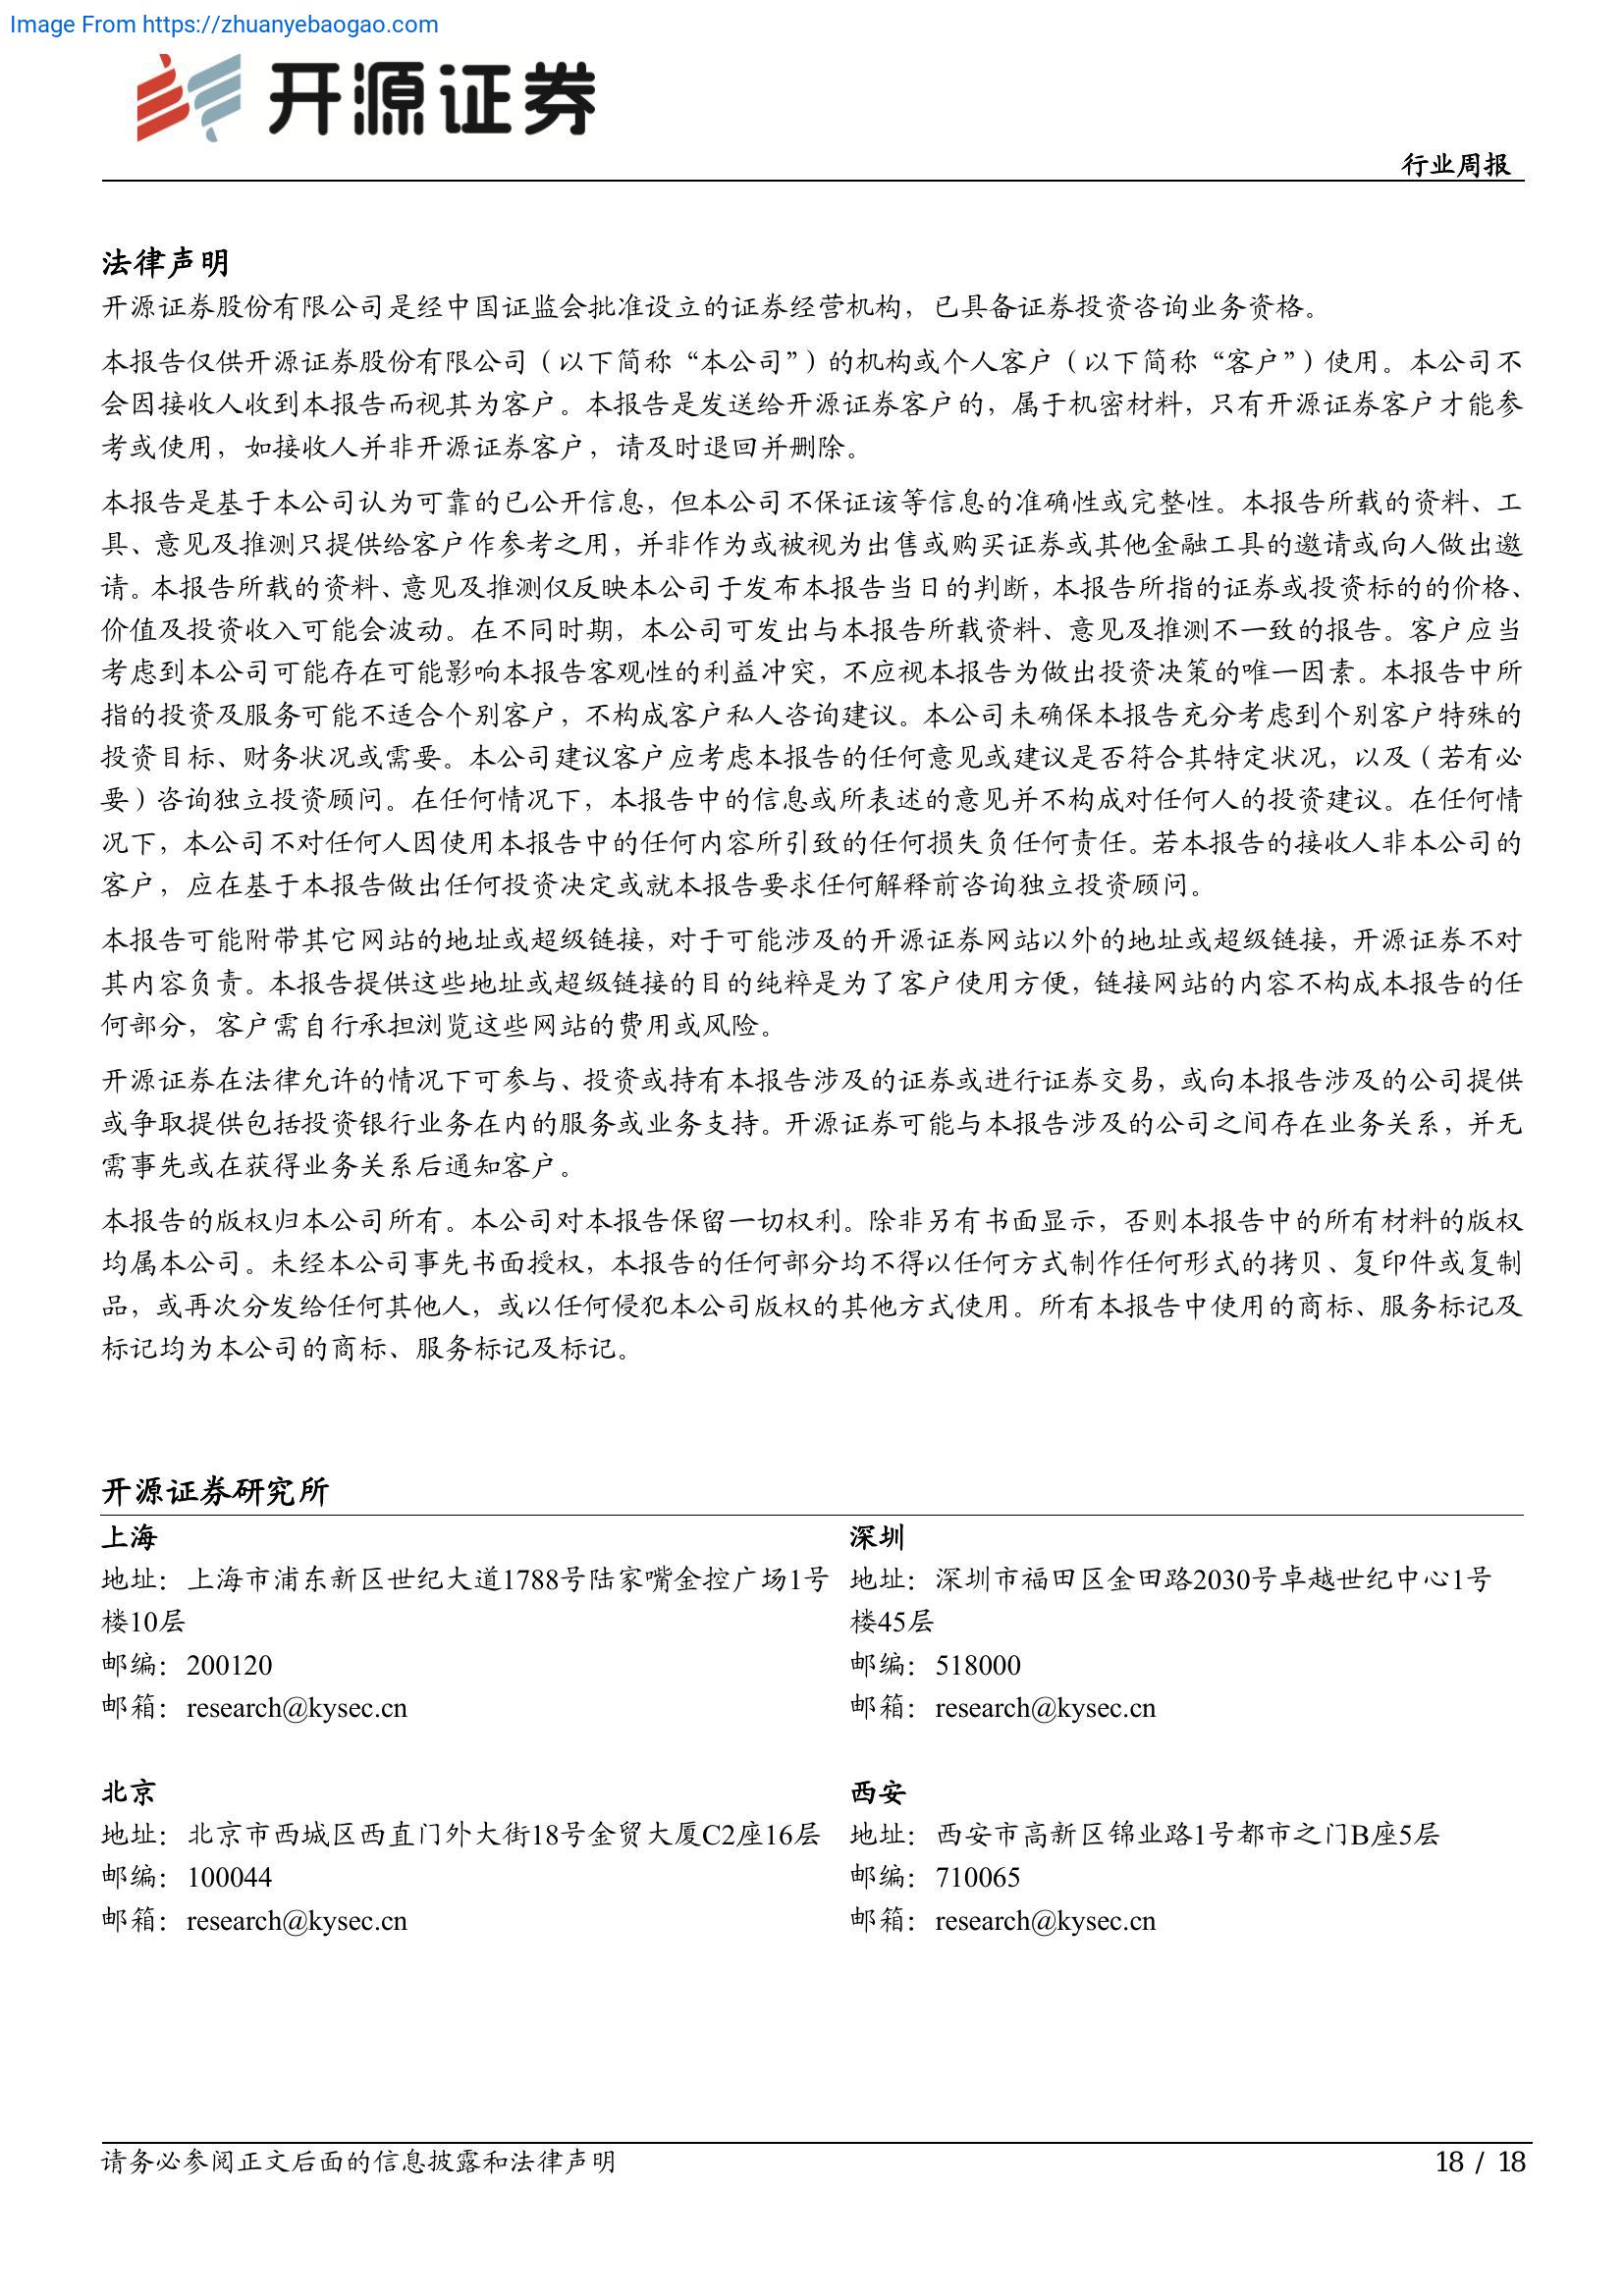 Image From https://zhuanyebaogao.com
开源证券
行业周报
法律声明
开源证券股份有限公司是经中国证监会批准设立的证券经营机构，已具备证券投资咨询业务资格。
本报告仅供开源证券股份有限公司（以下简称“本公司”）的机构或个人客户（以下简称“客户”）使用。本公司不
会因接收人收到本报告而视其为客户。本报告是发送给开源证券客户的，属于机密材料，只有开源证券客户才能参
考或使用，如接收人并非开源证券客户，请及时退回并删除。
本报告是基于本公司认为可靠的已公开信息，但本公司不保证该等信息的准确性或完整性。本报告所载的资料、工
具、意见及推测只提供给客户作参考之用，并非作为或被视为出售或购买证券或其他金融工具的邀请或向人做出邀
请。本报告所载的资料、意见及推测仅反映本公司于发布本报告当日的判断，本报告所指的证券或投资标的的价格、
价值及投资收入可能会波动。在不同时期，本公司可发出与本报告所载资料、意见及推测不一致的报告。客户应当
考虑到本公司可能存在可能影响本报告客观性的利益冲突，不应视本报告为做出投资决策的唯一因素。本报告中所
指的投资及服务可能不适合个别客户，不构成客户私人咨询建议。本公司未确保本报告充分考虑到个别客户特殊的
投资目标、财务状况或需要。本公司建议客户应考虑本报告的任何意见或建议是否符合其特定状况，以及（若有必
要）咨询独立投资顾问。在任何情况下，本报告中的信息或所表述的意见并不构成对任何人的投资建议。在任何情
况下，本公司不对任何人因使用本报告中的任何内容所引致的任何损失负任何责任。若本报告的接收人非本公司的
客户，应在基于本报告做出任何投资决定或就本报告要求任何解释前咨询独立投资顾问。
本报告可能附带其它网站的地址或超级链接，对于可能涉及的开源证券网站以外的地址或超级链接，开源证券不对
其内容负责。本报告提供这些地址或超级链接的目的纯粹是为了客户使用方便，链接网站的内容不构成本报告的任
何部分，客户需自行承担浏览这些网站的费用或风险。
开源证券在法律允许的情况下可参与、投资或持有本报告涉及的证券或进行证券交易，或向本报告涉及的公司提供
或争取提供包括投资银行业务在内的服务或业务支持。开源证券可能与本报告涉及的公司之间存在业务关系，并无
需事先或在获得业务关系后通知客户。
本报告的版权归本公司所有。本公司对本报告保留一切权利。除非另有书面显示，否则本报告中的所有材料的版权
均属本公司。未经本公司事先书面授权，本报告的任何部分均不得以任何方式制作任何形式的拷贝、复印件或复制
品，或再次分发给任何其他人，或以任何侵犯本公司版权的其他方式使用。所有本报告中使用的商标、服务标记及
标记均为本公司的商标、服务标记及标记。
开源证券研究所
上海
地址：上海市浦东新区世纪大道1788号陆家嘴金控广场1号
楼10层
邮编：200120
邮箱：research@kysec.cn
深圳
地址：深圳市福田区金田路2030号卓越世纪中心1号
楼45层
邮编：518000
邮箱：research@kysec.cn
北京
地址：北京市西城区西直门外大街18号金贸大厦C2座16层
邮编：100044
邮箱：research@kysec.cn
西安
地址：西安市高新区锦业路1号都市之门B座5层
邮编：710065
邮箱：research@kysec.cn
请务必参阅正文后面的信息披露和法律声明
18 / 18